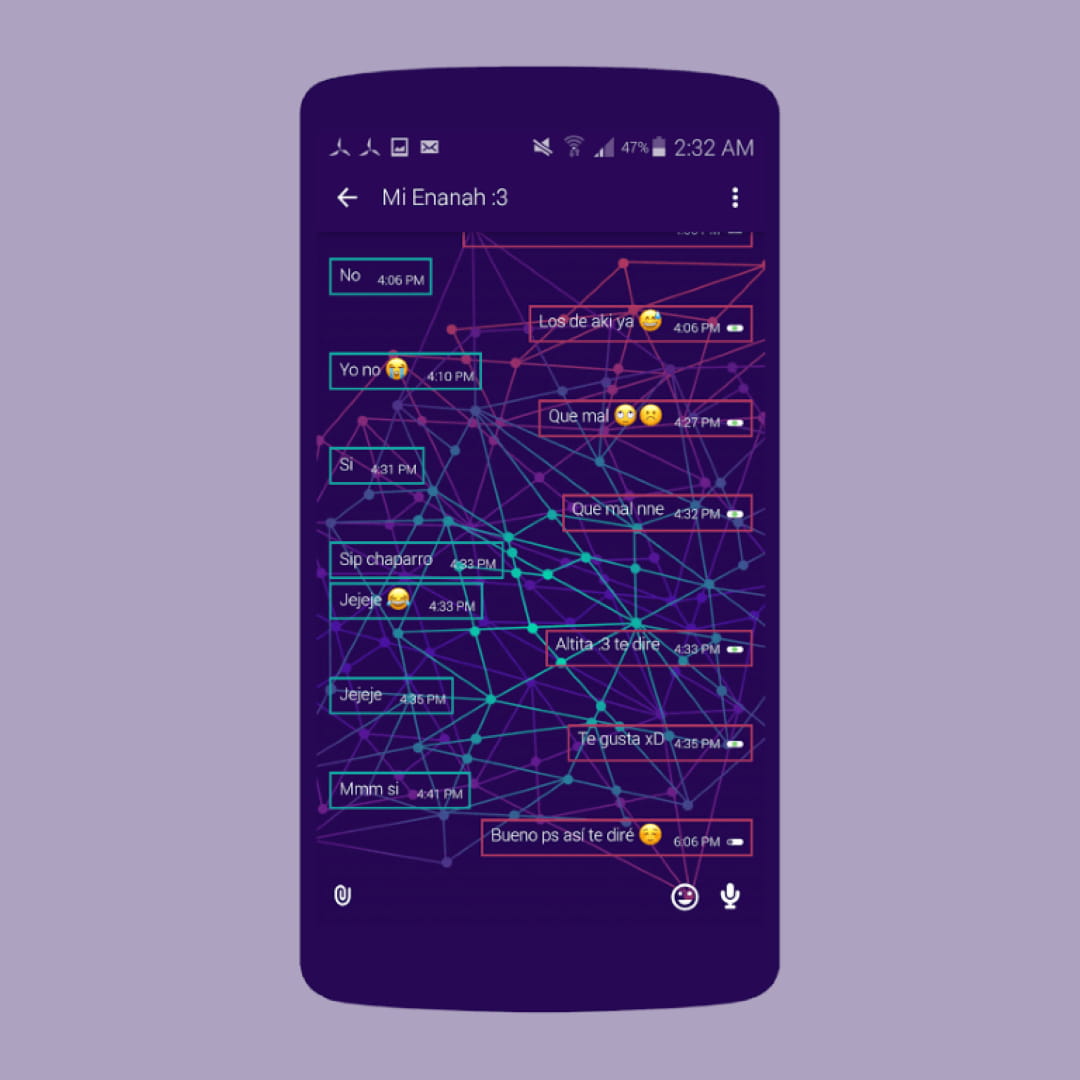 47% 2:32 AM
Mi Enanah :3
No 4:06 PM
Los de aki ya 😅 4:06 PM
Yo no 😭 4:10 PM
Que mal 🙄☹️ 4:27 PM
Si 4:31 PM
Que mal nne 4:32 PM
Sip chaparro 4:33 PM
Jejeje 😂 4:33 PM
Altita :3 te dire 4:33 PM
Jejeje 4:35 PM
Te gusta xD 4:35 PM
Mmm si 4:41 PM
Bueno ps así te diré ☺️ 6:06 PM